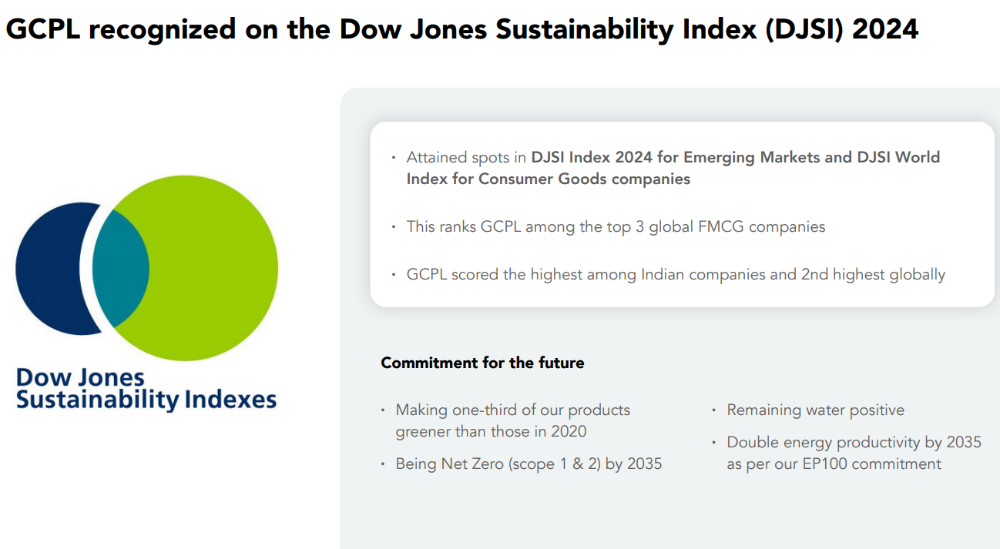 GCPL recognized on the Dow Jones Sustainability Index (DJSI) 2024
Dow Jones
Sustainability Indexes
• Attained spots in DJSI Index 2024 for Emerging Markets and DJSI World
Index for Consumer Goods companies
• This ranks GCPL among the top 3 global FMCG companies
• GCPL scored the highest among Indian companies and 2nd highest globally
Commitment for the future
• Making one-third of our products
greener than those in 2020
• Being Net Zero (scope 1 & 2) by 2035
• Remaining water positive
• Double energy productivity by 2035
as per our EP100 commitment